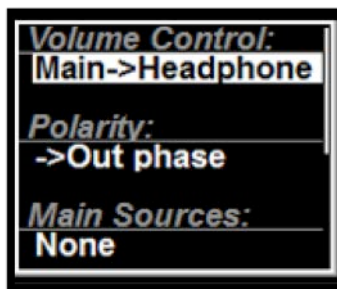 Volume Control:
Main->Headphone
Polarity:
->Out phase
Main Sources:
None